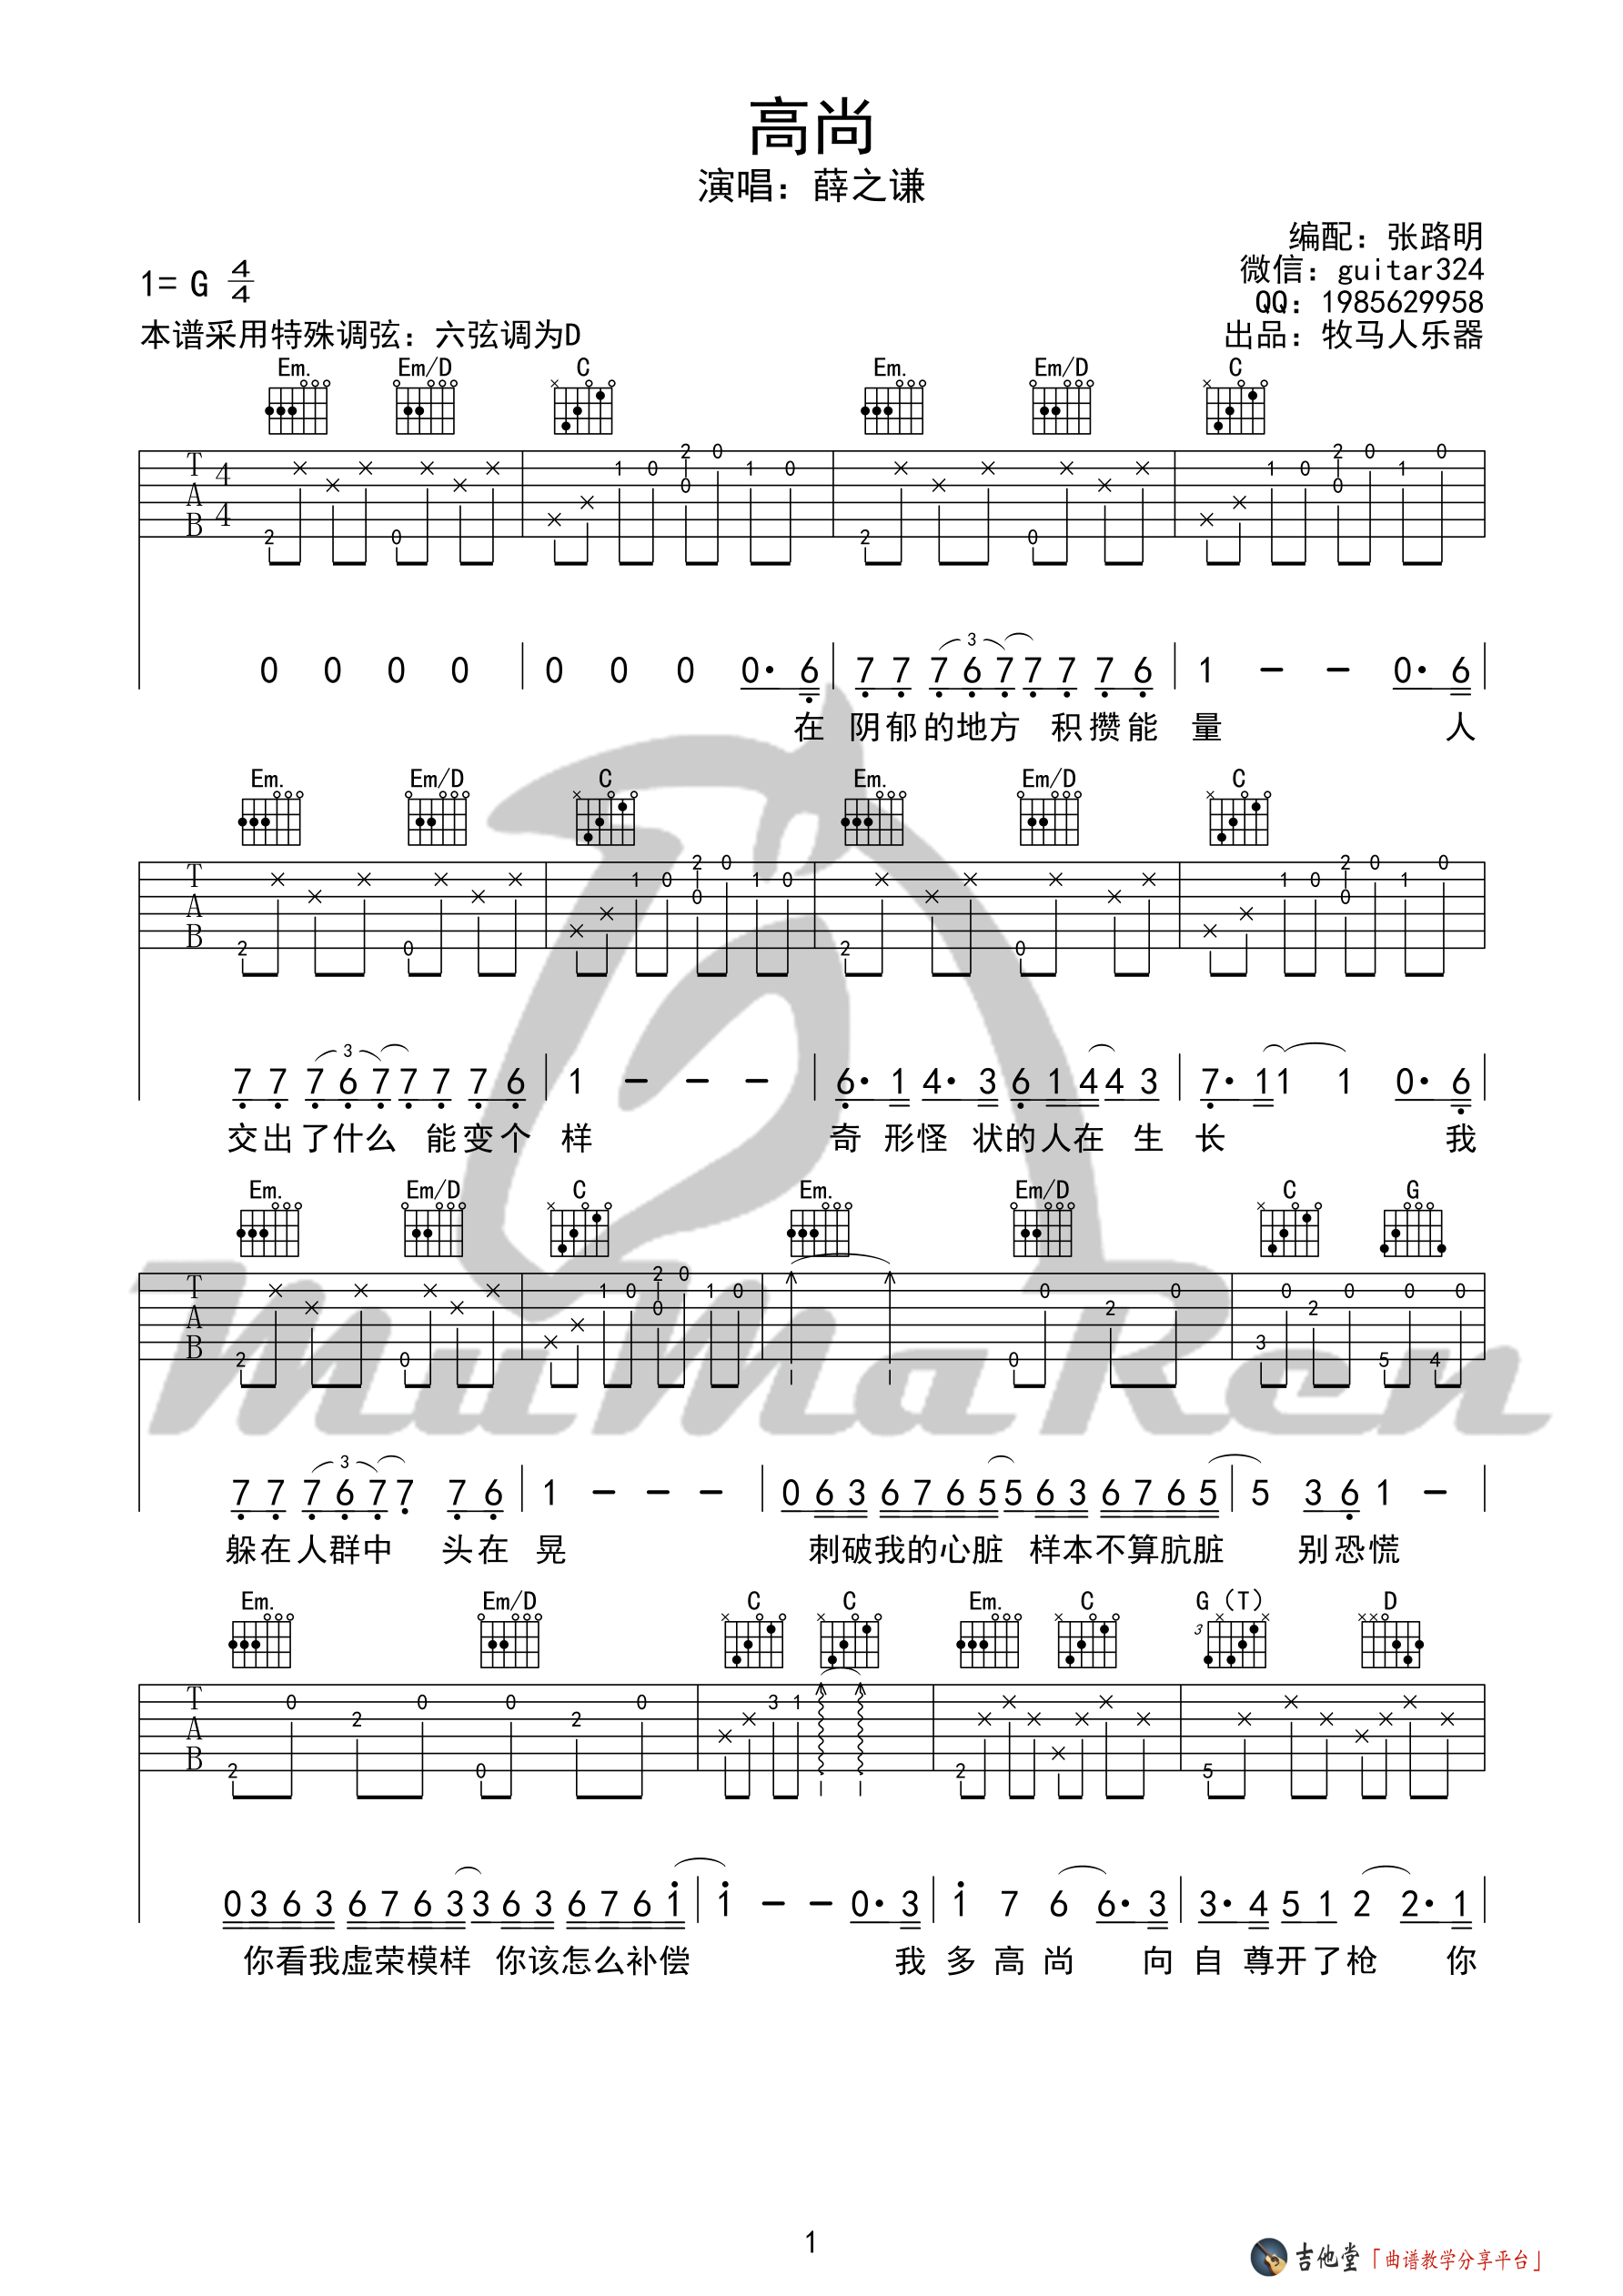 高尚
演唱：薛之谦
编配：张路明
微信：guitar324
QQ：1985629958
出品：牧马人乐器
1= G 4/4
本谱采用特殊调弦：六弦调为D
Em. Em/D C Em. Em/D C
T A B 4 4
0 0 0 0 0 0 0 0· 6 7 7 7 6 7 7 7 7 6 1 – – 0· 6
在 阴郁的地方 积攒能 量 人
Em. Em/D C Em. Em/D C
T A B
7 7 7 6 7 7 7 7 6 1 – – – 6· 1 4· 3 6 1 4 4 3 7· 1 1 1 0· 6
交出了什么 能变个 样 奇 形怪 状的人在 生 长 我
Em. Em/D C Em. Em/D C G
T A B
7 7 7 6 7 7 7 6 1 – – – 0 6 3 6 7 6 5 5 6 3 6 7 6 5 5 3 6 1 –
躲在人群中 头在 晃 刺破我的心脏 样本不算肮脏 别恐慌
Em. Em/D C C Em. C G（T） D
T A B
0 3 6 3 6 7 6 3 3 6 3 6 7 6 1 1 – – 0· 3 1 7 6 6· 3 3· 4 5 1 2 2· 1
你看我虚荣模样 你该怎么补偿 我 多 高 尚 向 自 尊开了枪 你
MuMaRen
1
吉他堂「曲谱教学分享平台」